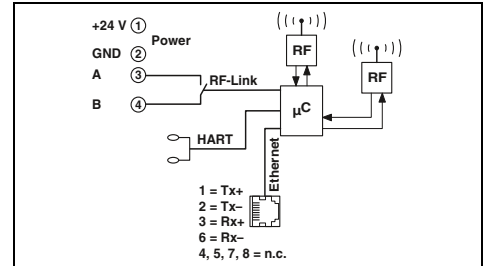 +24 V 1
Power
GND 2
A 3
RF-Link
B 4
HART
((( )))
RF
((( )))
RF
µC
Ethernet
1 = Tx+
2 = Tx–
3 = Rx+
6 = Rx–
4, 5, 7, 8 = n.c.